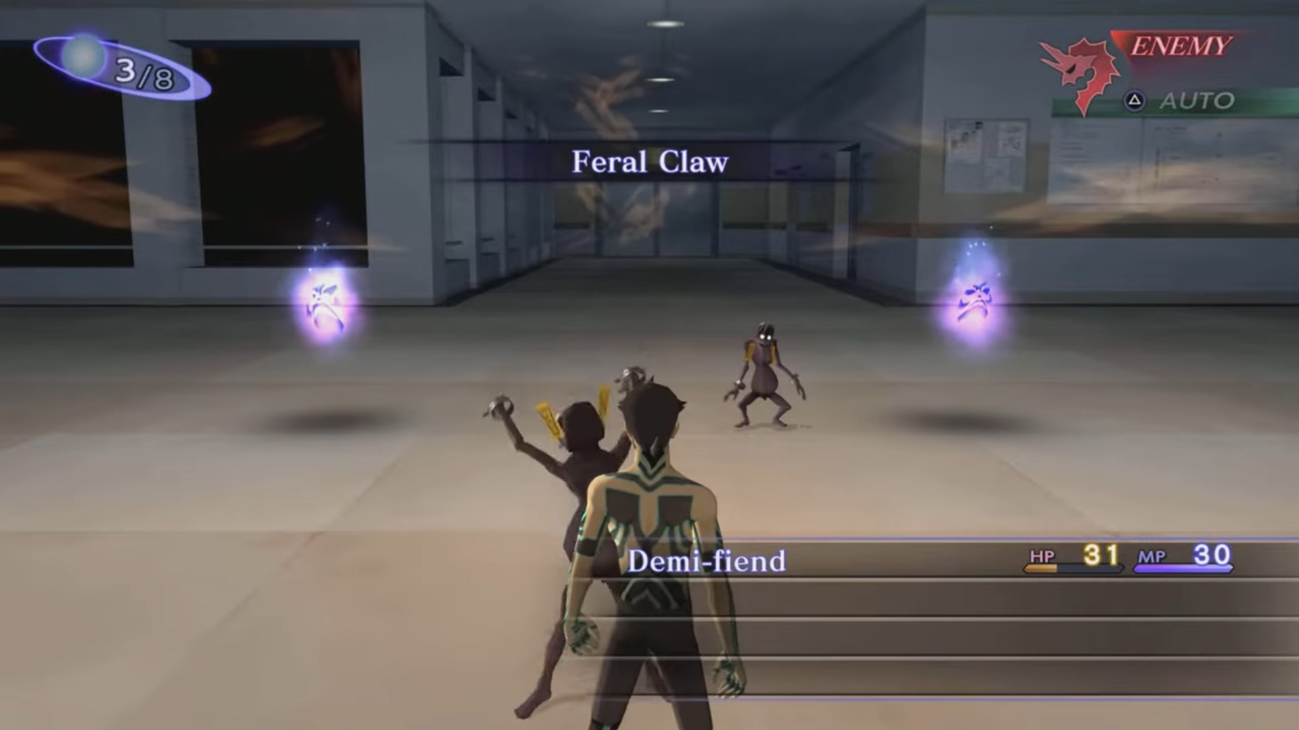 3/8
ENEMY
AUTO
Feral Claw
Demi-fiend HP 31 MP 30